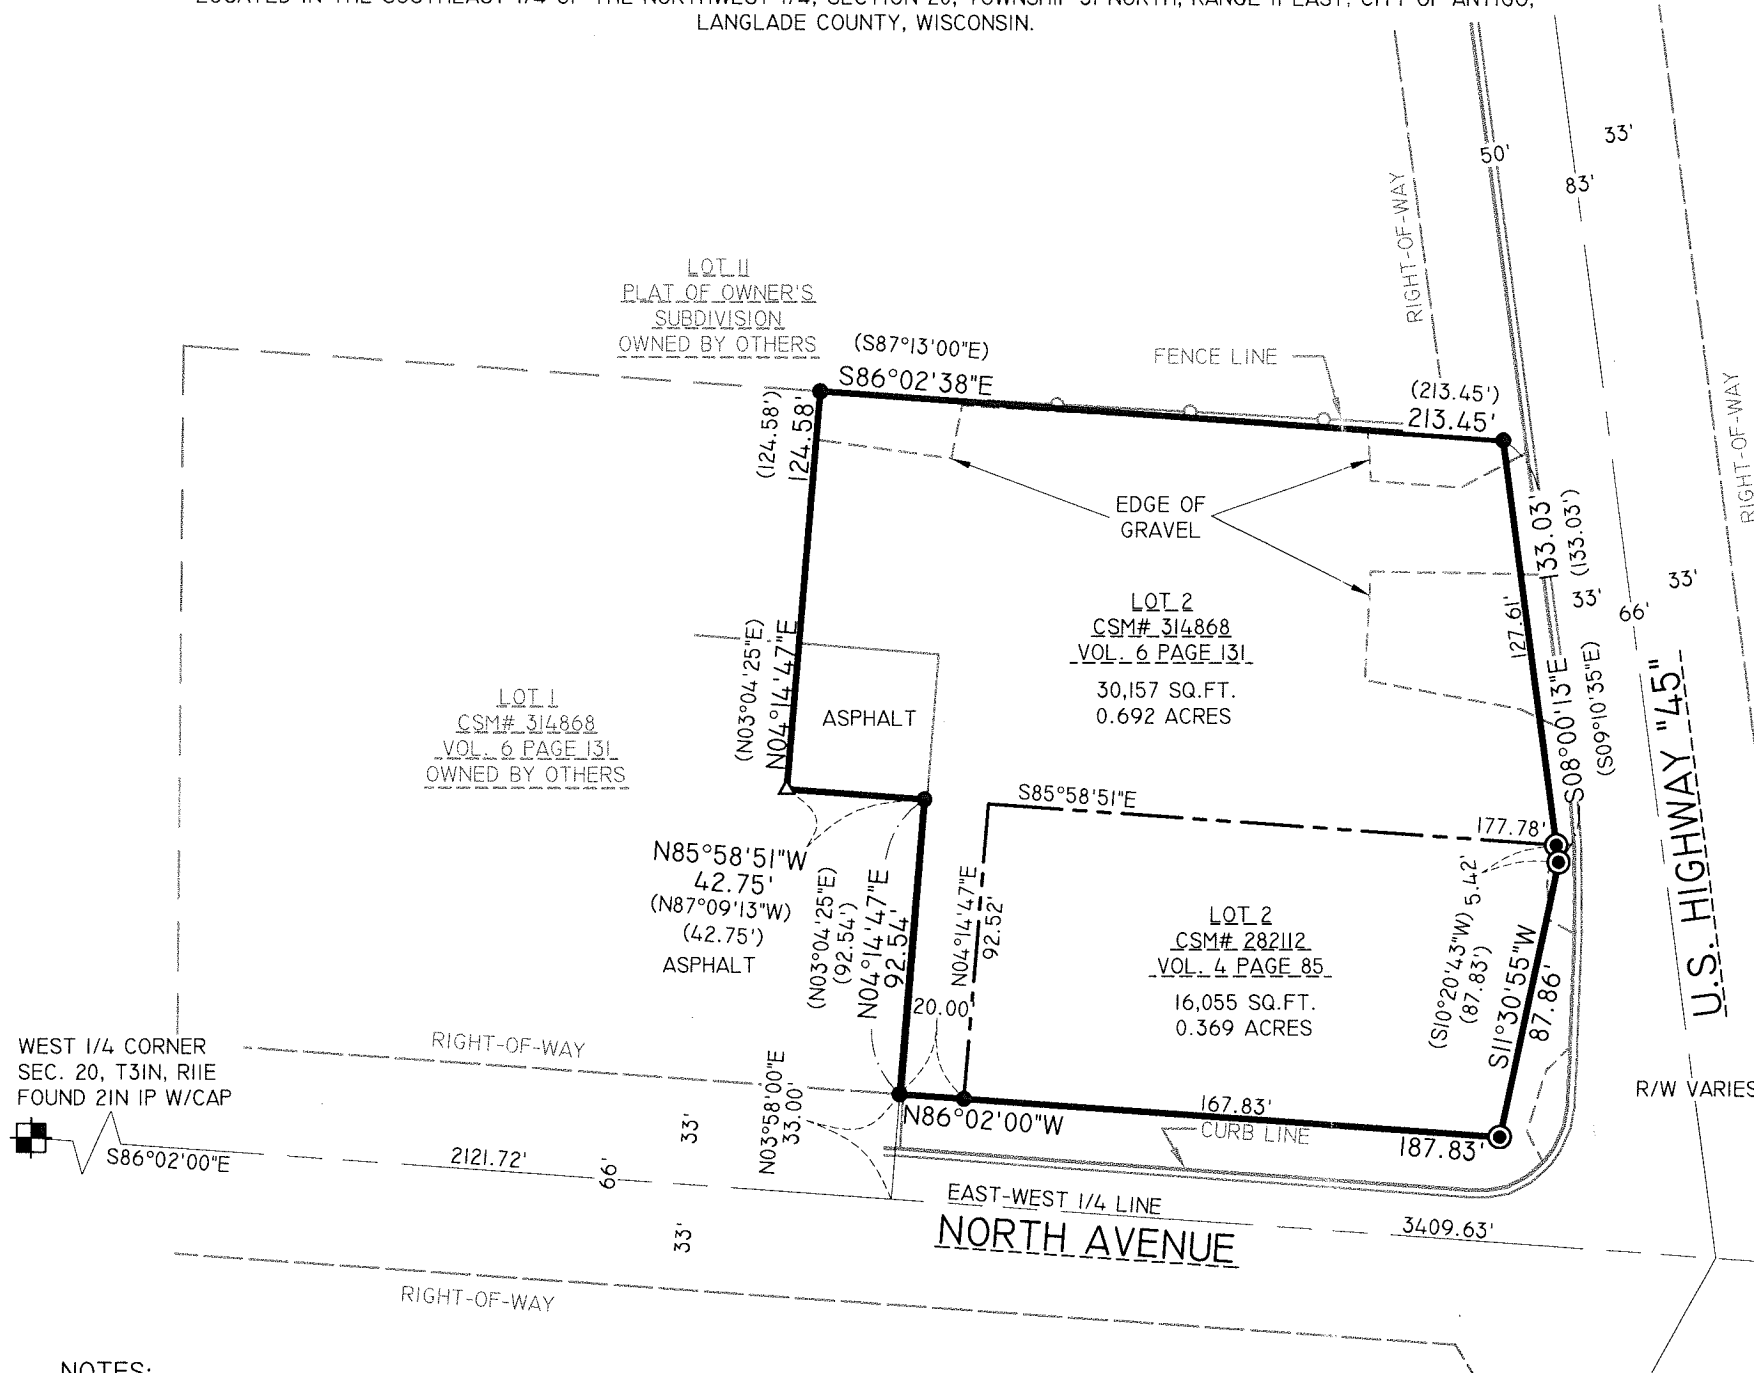 LANGLADE COUNTY, WISCONSIN.
33'
50'
83'
RIGHT-OF-WAY
LOT 11
PLAT OF OWNER'S
SUBDIVISION
OWNED BY OTHERS
(S87°13'00"E)
S86°02'38"E
FENCE LINE
(213.45')
213.45'
RIGHT-OF-WAY
(124.58')
124.58'
EDGE OF
GRAVEL
133.03'
(133.03')
LOT 2
CSM# 314868
VOL. 6 PAGE 131
30,157 SQ.FT.
0.692 ACRES
127.61'
33'
66'
33'
(N03°04'25"E)
N04°14'47"E
ASPHALT
S08°00'13"E
(S09°10'35"E)
U.S. HIGHWAY "45"
LOT 1
CSM# 314868
VOL. 6 PAGE 131
OWNED BY OTHERS
S85°58'51"E
177.78'
N85°58'51"W
42.75'
(N87°09'13"W)
(42.75')
ASPHALT
(N03°04'25"E)
(92.54')
N04°14'47"E
92.54'
N04°14'47"E
92.52'
20.00'
LOT 2
CSM# 282112
VOL. 4 PAGE 85
16,055 SQ.FT.
0.369 ACRES
(S10°20'43"W)
(87.83')
5.42'
S11°30'55"W
87.86'
R/W VARIES
RIGHT-OF-WAY
WEST 1/4 CORNER
SEC. 20, T31N, R11E
FOUND 2IN IP W/CAP
S86°02'00"E
2121.72'
33'
66'
33'
N03°58'00"E
33.00'
N86°02'00"W
167.83'
CURB LINE
187.83'
EAST-WEST 1/4 LINE
NORTH AVENUE
3409.63'
RIGHT-OF-WAY